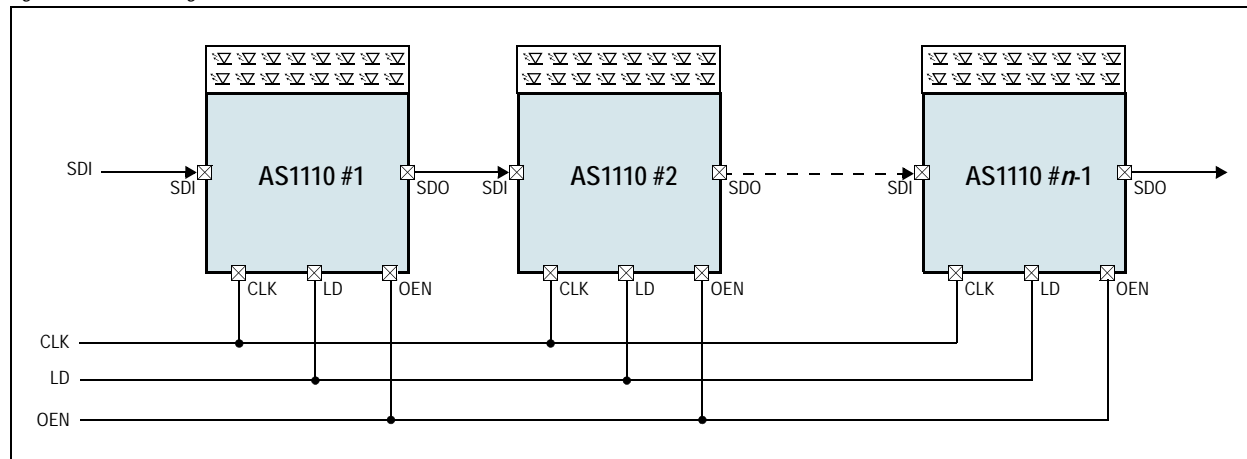 AS1110 #1
AS1110 #2
AS1110 #n-1
SDI
SDI
SDO
SDI
SDO
SDI
SDO
CLK
LD
OEN
CLK
LD
OEN
CLK
LD
OEN
CLK
LD
OEN